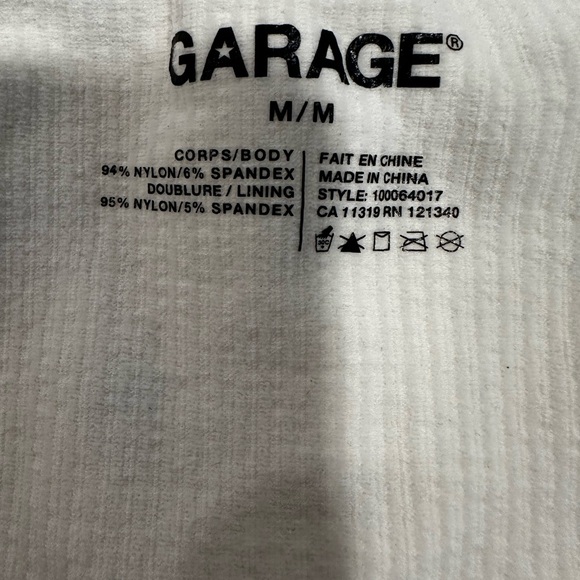 GARAGE®
M/M
CORPS/BODY
94% NYLON/6% SPANDEX
DOUBLURE / LINING
95% NYLON/5% SPANDEX
FAIT EN CHINE
MADE IN CHINA
STYLE: 100064017
CA 11319 RN 121340